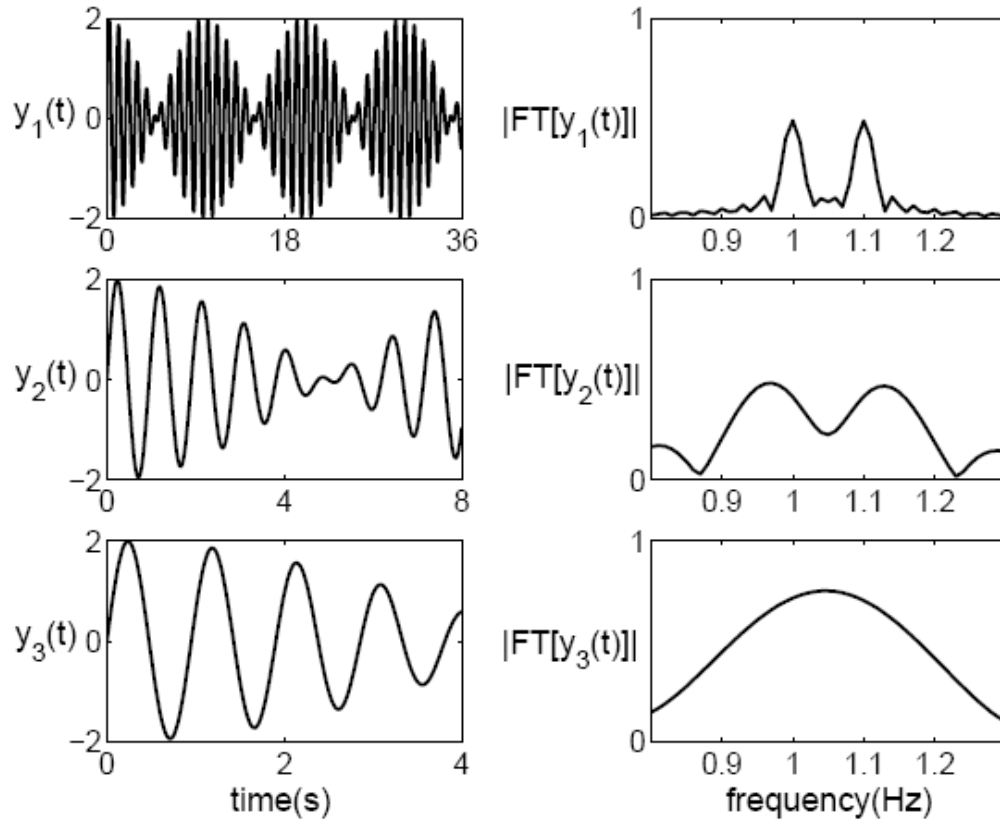 2
y1(t)
0
−2
0 18 36
1
|FT[y1(t)]|
0
0.9 1 1.1 1.2
2
y2(t)
0
−2
0 4 8
1
|FT[y2(t)]|
0
0.9 1 1.1 1.2
2
y3(t)
0
−2
0 2 4
time(s)
1
|FT[y3(t)]|
0
0.9 1 1.1 1.2
frequency(Hz)